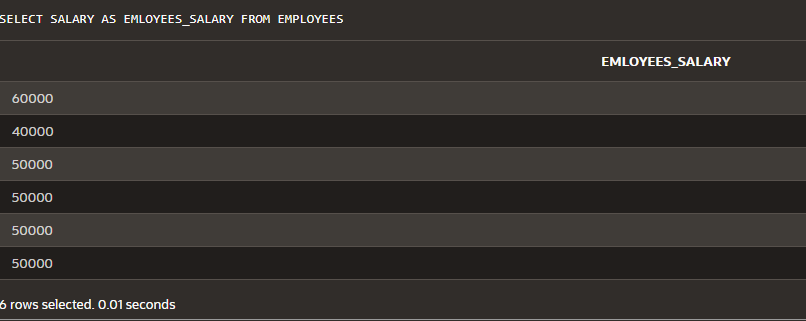 SELECT SALARY AS EMLOYEES_SALARY FROM EMPLOYEES
EMLOYEES_SALARY
60000
40000
50000
50000
50000
50000
6 rows selected. 0.01 seconds